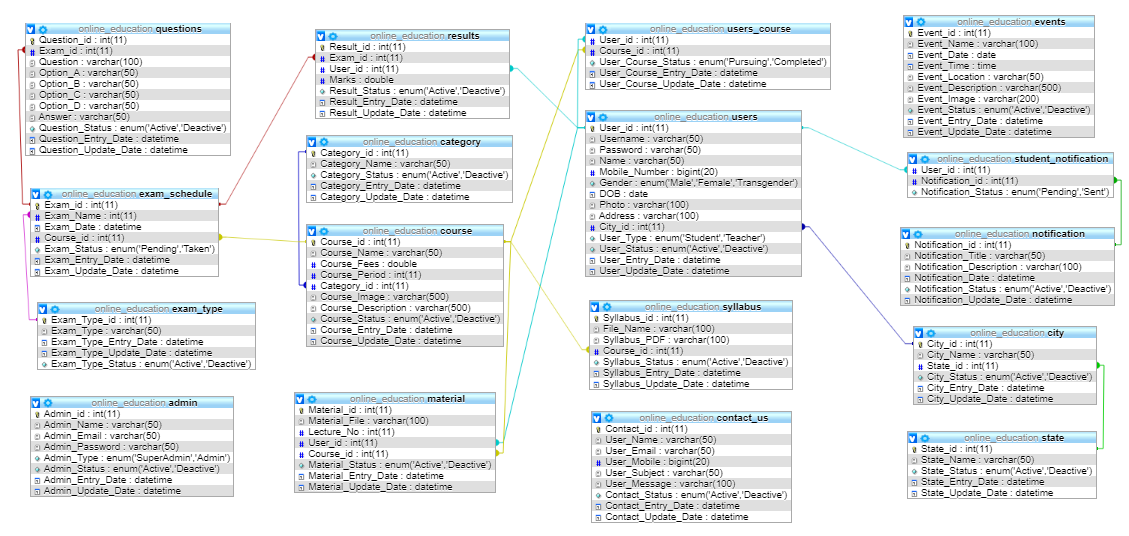 online_education questions
Question_id : int(11)
Exam_id : int(11)
Question : varchar(100)
Option_A : varchar(50)
Option_B : varchar(50)
Option_C : varchar(50)
Option_D : varchar(50)
Answer : varchar(50)
Question_Status : enum('Active','Deactive')
Question_Entry_Date : datetime
Question_Update_Date : datetime
online_education results
Result_id : int(11)
Exam_id : int(11)
User_id : int(11)
Marks : double
Result_Status : enum('Active','Deactive')
Result_Entry_Date : datetime
Result_Update_Date : datetime
online_education users_course
User_id : int(11)
Course_id : int(11)
User_Course_Status : enum('Pursuing','Completed')
User_Course_Entry_Date : datetime
User_Course_Update_Date : datetime
online_education events
Event_id : int(11)
Event_Name : varchar(100)
Event_Date : date
Event_Time : time
Event_Location : varchar(50)
Event_Description : varchar(500)
Event_Image : varchar(200)
Event_Status : enum('Active','Deactive')
Event_Entry_Date : datetime
Event_Update_Date : datetime
online_education category
Category_id : int(11)
Category_Name : varchar(50)
Category_Status : enum('Active','Deactive')
Category_Entry_Date : datetime
Category_Update_Date : datetime
online_education users
User_id : int(11)
Username : varchar(50)
Password : varchar(50)
Name : varchar(50)
Mobile_Number : bigint(20)
Gender : enum('Male','Female','Transgender')
DOB : date
Photo : varchar(100)
Address : varchar(100)
City_id : int(11)
User_Type : enum('Student','Teacher')
User_Status : enum('Active','Deactive')
User_Entry_Date : datetime
User_Update_Date : datetime
online_education student_notification
User_id : int(11)
Notification_id : int(11)
Notification_Status : enum('Pending','Sent')
online_education exam_schedule
Exam_id : int(11)
Exam_Name : int(11)
Exam_Date : datetime
Course_id : int(11)
Exam_Status : enum('Pending','Taken')
Exam_Entry_Date : datetime
Exam_Update_Date : datetime
online_education course
Course_id : int(11)
Course_Name : varchar(50)
Course_Fees : double
Course_Period : int(11)
Category_id : int(11)
Course_Image : varchar(500)
Course_Description : varchar(500)
Course_Status : enum('Active','Deactive')
Course_Entry_Date : datetime
Course_Update_Date : datetime
online_education notification
Notification_id : int(11)
Notification_Title : varchar(50)
Notification_Description : varchar(100)
Notification_Date : datetime
Notification_Status : enum('Active','Deactive')
Notification_Update_Date : datetime
online_education exam_type
Exam_Type_id : int(11)
Exam_Type : varchar(50)
Exam_Type_Entry_Date : datetime
Exam_Type_Update_Date : datetime
Exam_Type_Status : enum('Active','Deactive')
online_education syllabus
Syllabus_id : int(11)
File_Name : varchar(100)
Syllabus_PDF : varchar(100)
Course_id : int(11)
Syllabus_Status : enum('Active','Deactive')
Syllabus_Entry_Date : datetime
Syllabus_Update_Date : datetime
online_education city
City_id : int(11)
City_Name : varchar(50)
State_id : int(11)
City_Status : enum('Active','Deactive')
City_Entry_Date : datetime
City_Update_Date : datetime
online_education admin
Admin_id : int(11)
Admin_Name : varchar(50)
Admin_Email : varchar(50)
Admin_Password : varchar(50)
Admin_Type : enum('SuperAdmin','Admin')
Admin_Status : enum('Active','Deactive')
Admin_Entry_Date : datetime
Admin_Update_Date : datetime
online_education material
Material_id : int(11)
Material_File : varchar(100)
Lecture_No : int(11)
User_id : int(11)
Course_id : int(11)
Material_Status : enum('Active','Deactive')
Material_Entry_Date : datetime
Material_Update_Date : datetime
online_education contact_us
Contact_id : int(11)
User_Name : varchar(50)
User_Email : varchar(50)
User_Mobile : bigint(20)
User_Subject : varchar(50)
User_Message : varchar(100)
Contact_Status : enum('Active','Deactive')
Contact_Entry_Date : datetime
Contact_Update_Date : datetime
online_education state
State_id : int(11)
State_Name : varchar(50)
State_Status : enum('Active','Deactive')
State_Entry_Date : datetime
State_Update_Date : datetime